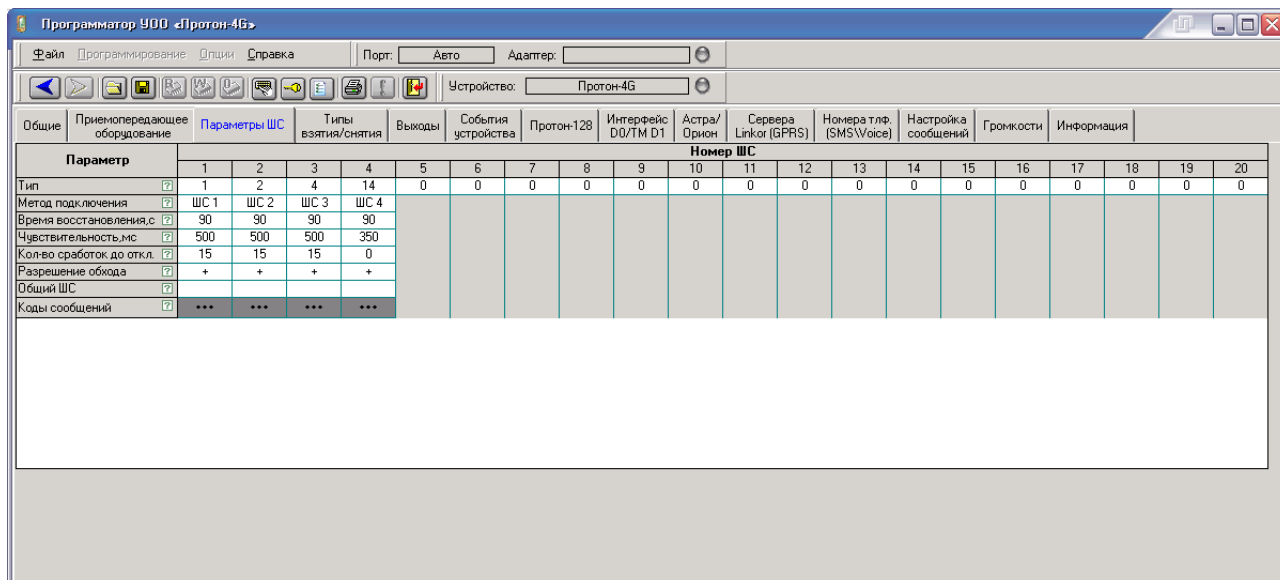 Программатор УОО «Протон-4G»
Файл Программирование Опции Справка Порт: Авто Адаптер:
Устройство: Протон-4G
Общие Приемопередающее оборудование Параметры ШС Типы взятия/снятия Выходы События устройства Протон-128 Интерфейс D0/TM D1 Астра/Орион Сервера Linkor (GPRS) Номера тлф. (SMS\Voice) Настройка сообщений Громкости Информация
Параметр Номер ШС
1 2 3 4 5 6 7 8 9 10 11 12 13 14 15 16 17 18 19 20
Тип ? 1 2 4 14 0 0 0 0 0 0 0 0 0 0 0 0 0 0 0 0
Метод подключения ? ШС 1 ШС 2 ШС 3 ШС 4
Время восстановления,с ? 90 90 90 90
Чувствительность,мс ? 500 500 500 350
Кол-во сработок до откл. ? 15 15 15 0
Разрешение обхода ? + + + +
Общий ШС ?
Коды сообщений ? ••• ••• ••• •••